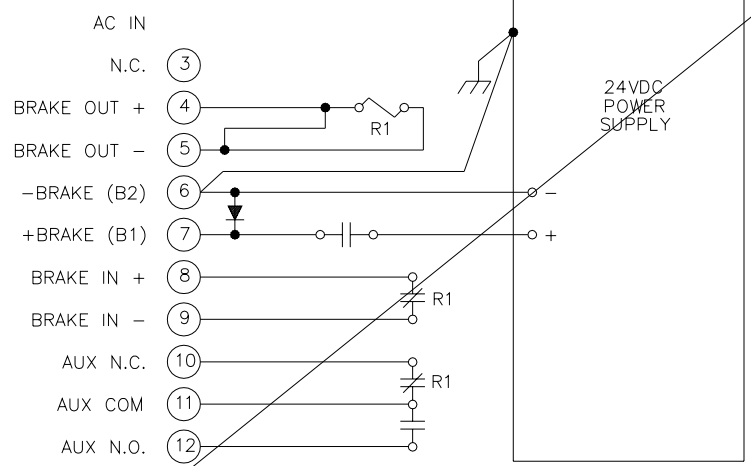 AC IN
N.C. 3
BRAKE OUT + 4
R1
BRAKE OUT - 5
-BRAKE (B2) 6
-
+BRAKE (B1) 7
+
BRAKE IN + 8
R1
BRAKE IN - 9
AUX N.C. 10
R1
AUX COM 11
AUX N.O. 12
24VDC
POWER
SUPPLY